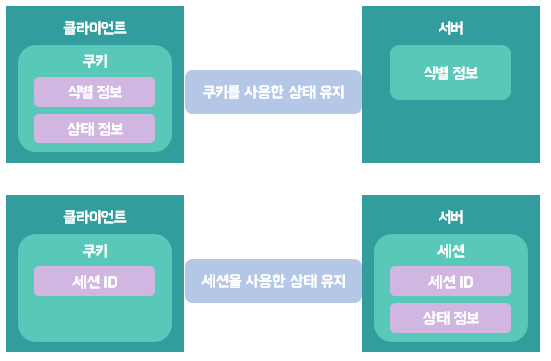 클라이언트
쿠키
식별 정보
상태 정보
쿠키를 사용한 상태 유지
서버
식별 정보
클라이언트
쿠키
세션 ID
세션을 사용한 상태 유지
서버
세션
세션 ID
상태 정보